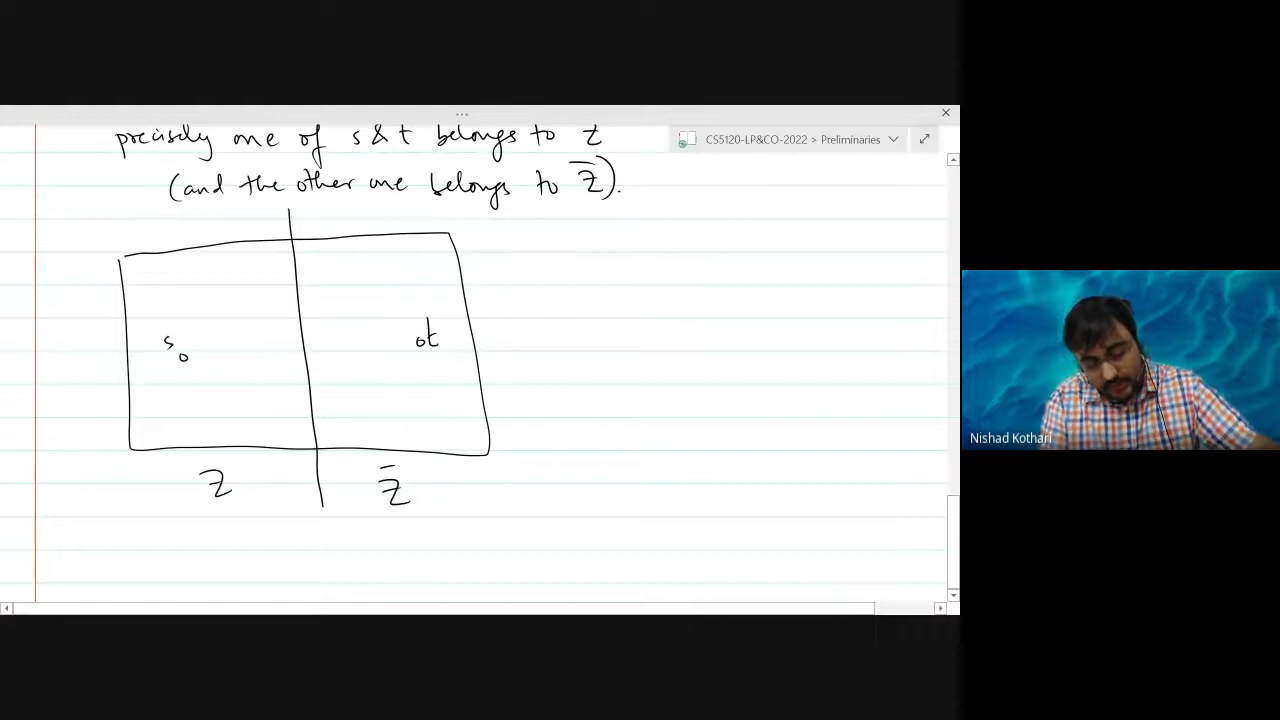 precisely one of s & t belongs to Z
CS5120-LP&CO-2022 > Preliminaries
(and the other one belongs to Z̅).
s
t
Z
Z̅
Nishad Kothari